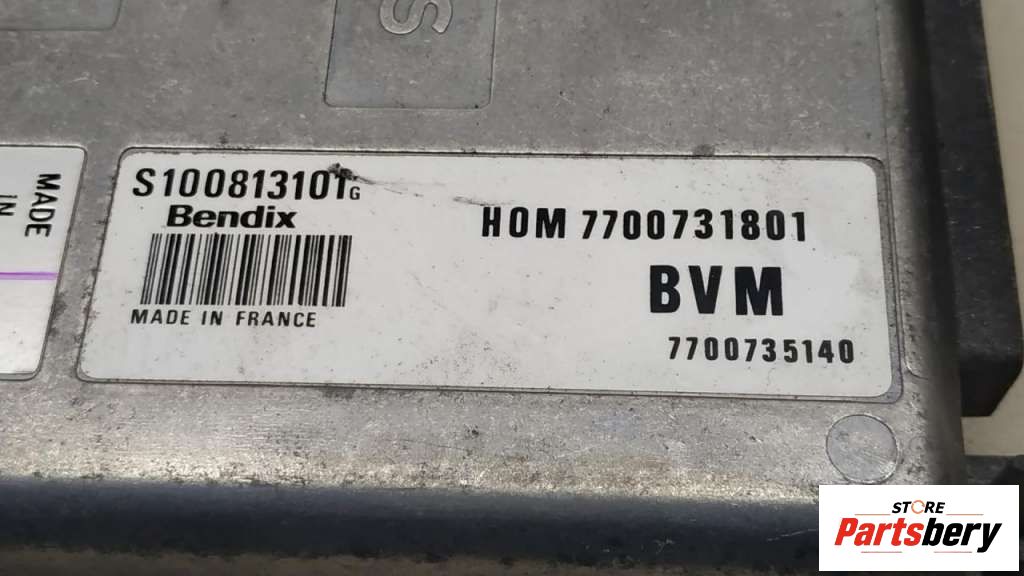 S
MADE
IN
S100813101G
Bendix
MADE IN FRANCE
HOM 7700731801
BVM
7700735140
STORE
Partsbery